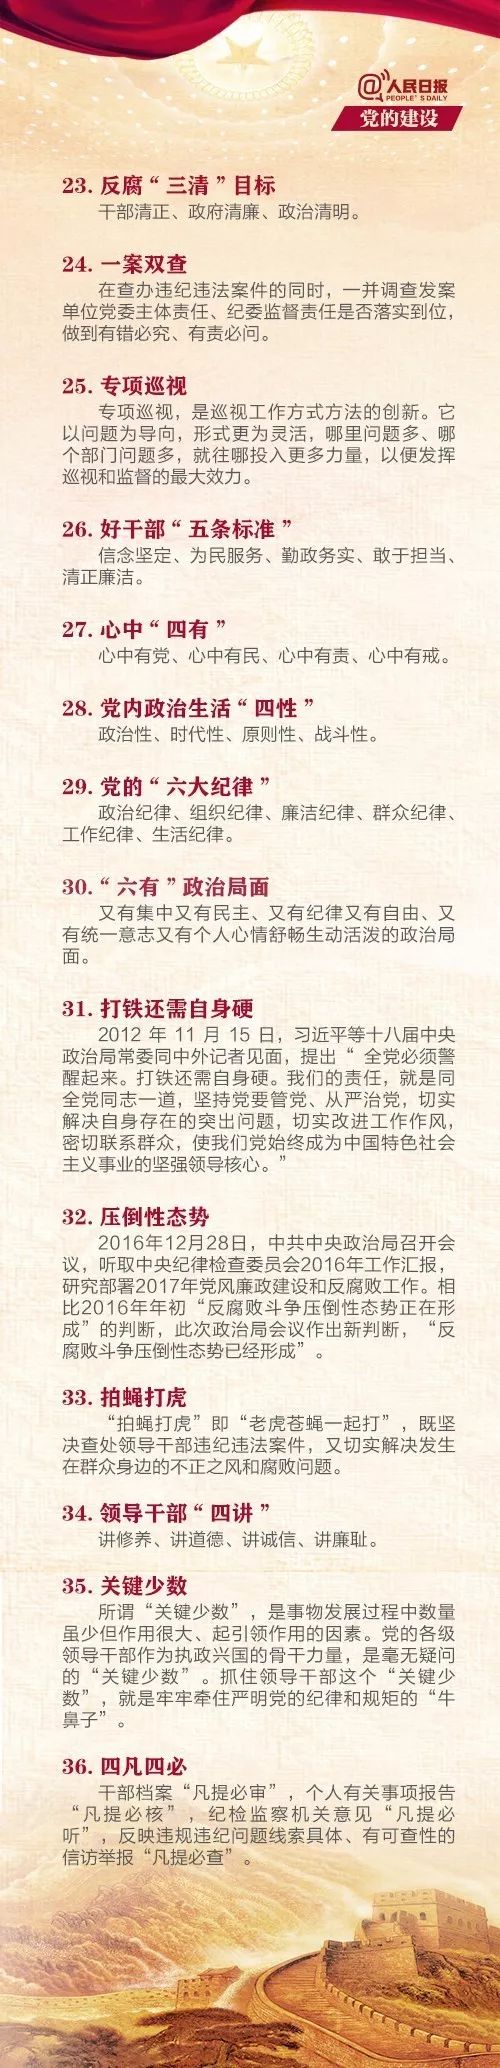 @人民日报
PEOPLE'S DAILY
党的建设
23. 反腐“三清”目标
干部清正、政府清廉、政治清明。
24. 一案双查
在查办违纪违法案件的同时，一并调查发案
单位党委主体责任、纪委监督责任是否落实到位，
做到有错必究、有责必问。
25. 专项巡视
专项巡视，是巡视工作方式方法的创新。它
以问题为导向，形式更为灵活，哪里问题多、哪
个部门问题多，就往哪投入更多力量，以便发挥
巡视和监督的最大效力。
26. 好干部“五条标准”
信念坚定、为民服务、勤政务实、敢于担当、
清正廉洁。
27. 心中“四有”
心中有党、心中有民、心中有责、心中有戒。
28. 党内政治生活“四性”
政治性、时代性、原则性、战斗性。
29. 党的“六大纪律”
政治纪律、组织纪律、廉洁纪律、群众纪律、
工作纪律、生活纪律。
30.“六有”政治局面
又有集中又有民主、又有纪律又有自由、又
有统一意志又有个人心情舒畅生动活泼的政治局
面。
31. 打铁还需自身硬
2012 年 11 月 15 日，习近平等十八届中央
政治局常委同中外记者见面，提出“ 全党必须警
醒起来。打铁还需自身硬。我们的责任，就是同
全党同志一道，坚持党要管党、从严治党，切实
解决自身存在的突出问题，切实改进工作作风，
密切联系群众，使我们党始终成为中国特色社会
主义事业的坚强领导核心。”
32. 压倒性态势
2016年12月28日，中共中央政治局召开会
议，听取中央纪律检查委员会2016年工作汇报，
研究部署2017年党风廉政建设和反腐败工作。相
比2016年年初“反腐败斗争压倒性态势正在形
成”的判断，此次政治局会议作出新判断，“反
腐败斗争压倒性态势已经形成”。
33. 拍蝇打虎
“拍蝇打虎”即“老虎苍蝇一起打”，既坚
决查处领导干部违纪违法案件，又切实解决发生
在群众身边的不正之风和腐败问题。
34. 领导干部“四讲”
讲修养、讲道德、讲诚信、讲廉耻。
35. 关键少数
所谓“关键少数”，是事物发展过程中数量
虽少但作用很大、起引领作用的因素。党的各级
领导干部作为执政兴国的骨干力量，是毫无疑问
的“关键少数”。抓住领导干部这个“关键少
数”，就是牢牢牵住严明党的纪律和规矩的“牛
鼻子”。
36. 四凡四必
干部档案“凡提必审”，个人有关事项报告
“凡提必核”，纪检监察机关意见“凡提必
听”，反映违规违纪问题线索具体、有可查性的
信访举报“凡提必查”。